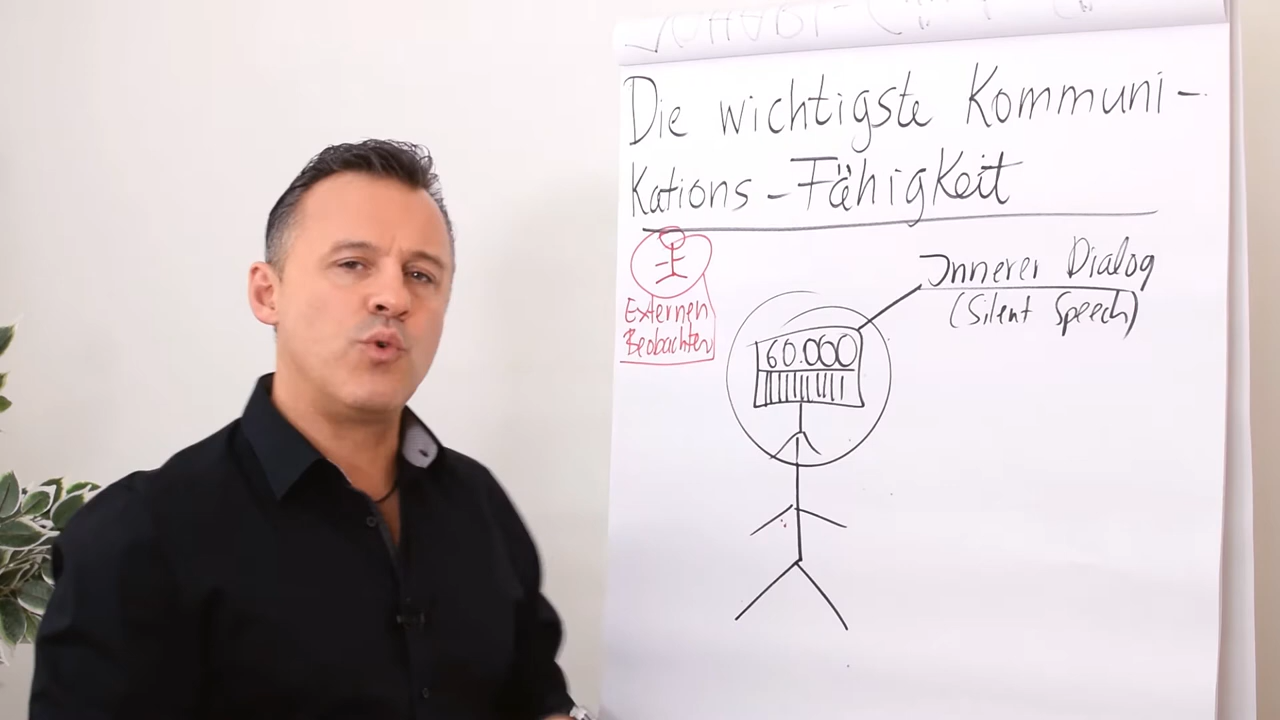 Die wichtigste Kommuni-
Kations-Fähigkeit
Externen
Beobachter
60.000
Innerer Dialog
(Silent Speech)